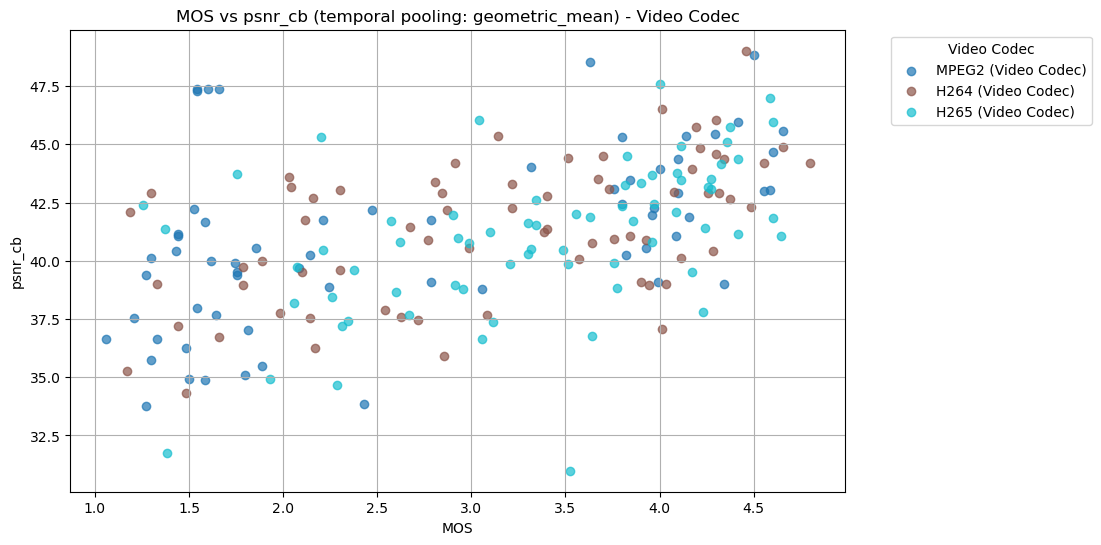 MOS vs psnr_cb (temporal pooling: geometric_mean) - Video Codec
Video Codec
MPEG2 (Video Codec)
H264 (Video Codec)
H265 (Video Codec)
psnr_cb
47.5
45.0
42.5
40.0
37.5
35.0
32.5
1.0 1.5 2.0 2.5 3.0 3.5 4.0 4.5
MOS